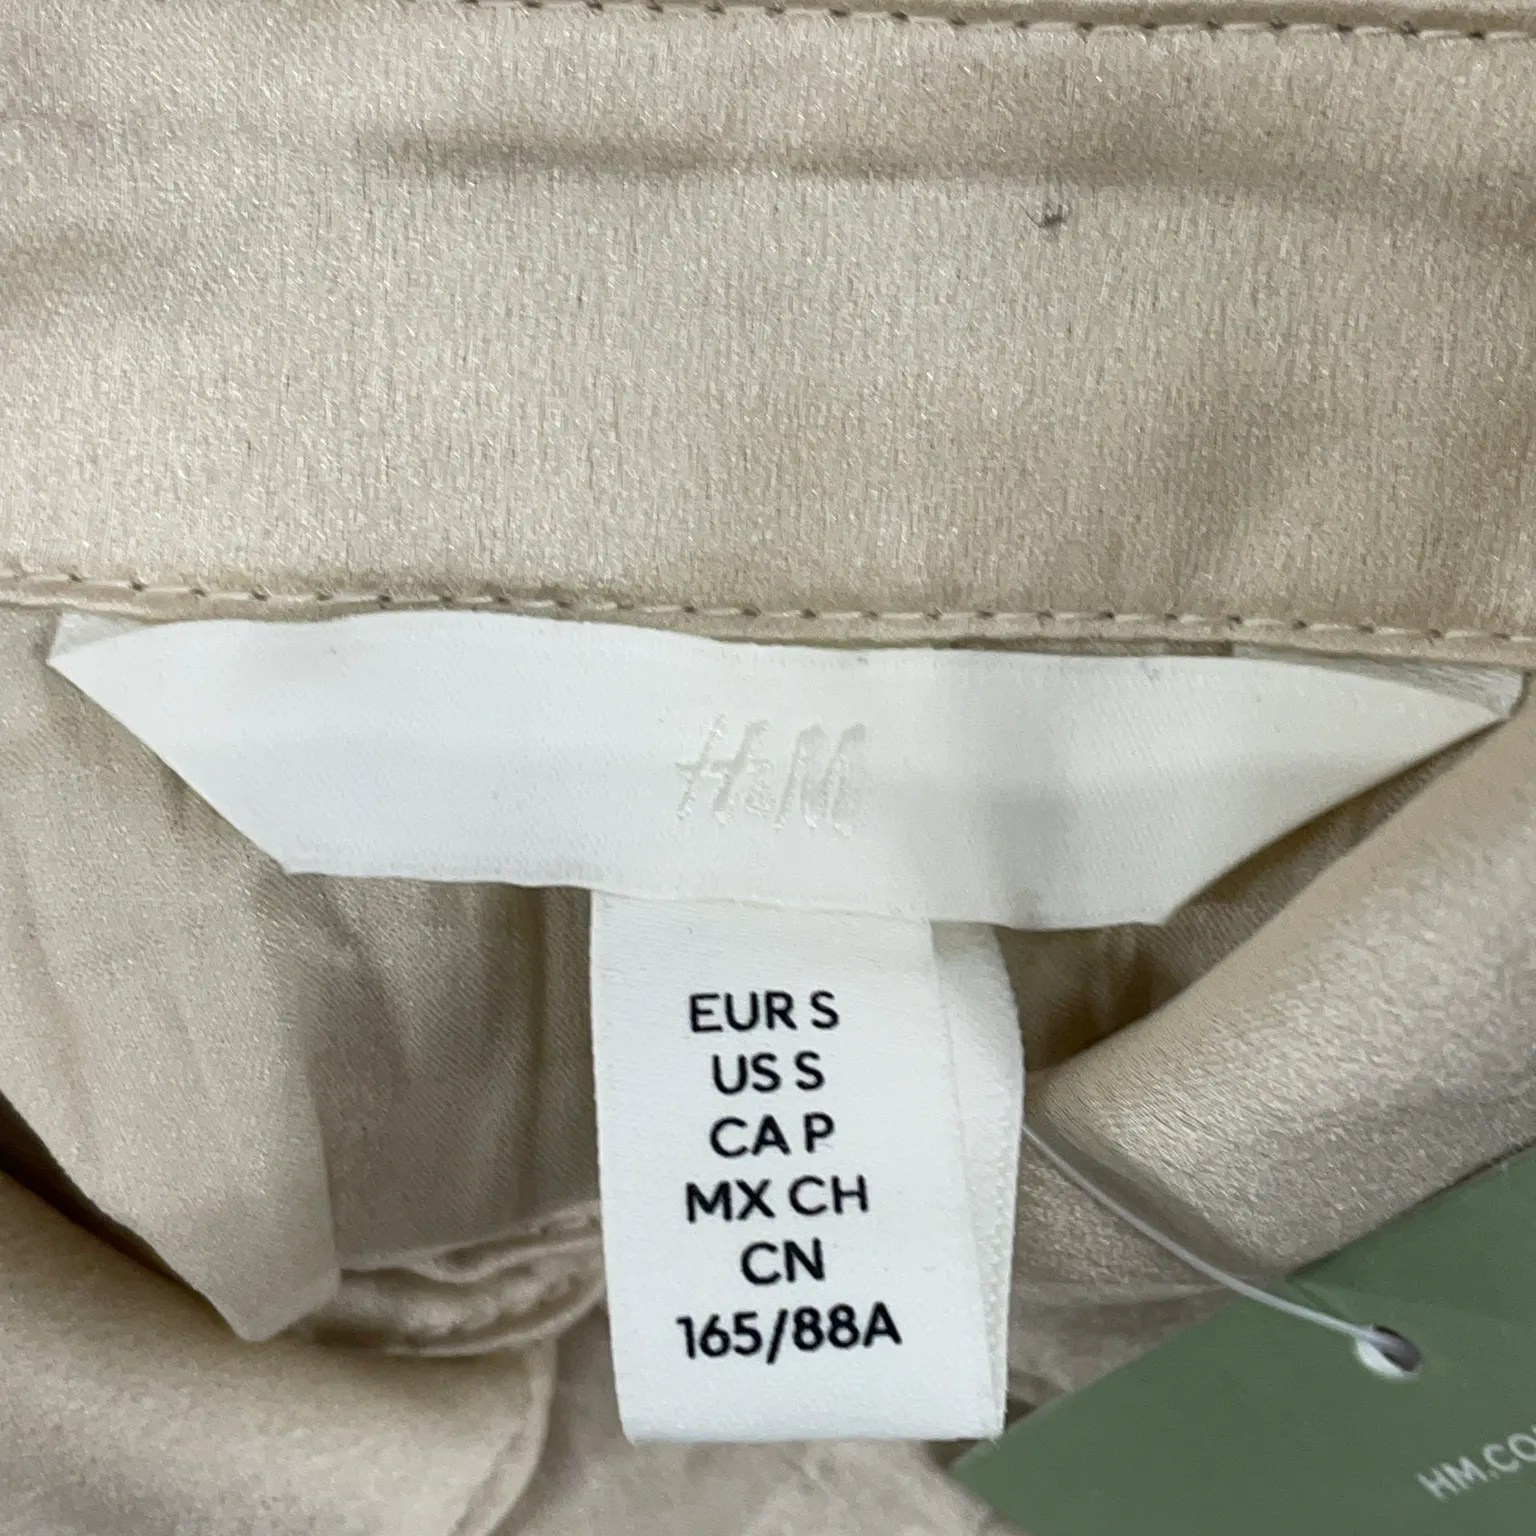 H&M
EUR S
US S
CA P
MX CH
CN
165/88A